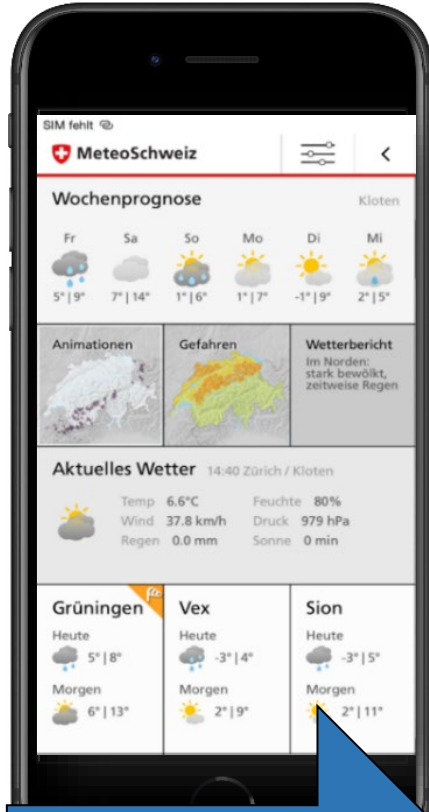 SIM fehlt
MeteoSchweiz
Wochenprognose Kloten
Fr Sa So Mo Di Mi
5° | 9° 7° | 14° 1° | 6° 1° | 7° -1° | 9° 2° | 5°
Animationen
Gefahren
Wetterbericht
Im Norden:
stark bewölkt,
zeitweise Regen
Aktuelles Wetter 14:40 Zürich / Kloten
Temp 6.6°C Feuchte 80%
Wind 37.8 km/h Druck 979 hPa
Regen 0.0 mm Sonne 0 min
Grüningen
Heute
5° | 8°
Morgen
6° | 13°
Vex
Heute
-3° | 4°
Morgen
2° | 9°
Sion
Heute
-3° | 5°
Morgen
2° | 11°